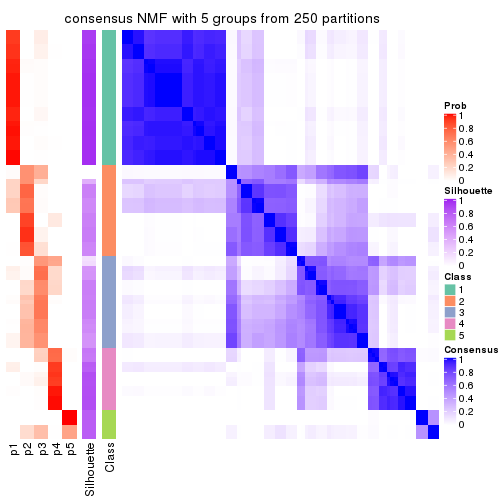 consensus NMF with 5 groups from 250 partitions
Prob
1
0.8
0.6
0.4
0.2
0
Silhouette
1
0.8
0.6
0.4
0.2
0
Class
1
2
3
4
5
Consensus
1
0.8
0.6
0.4
0.2
0
p1
p2
p3
p4
p5
Silhouette
Class